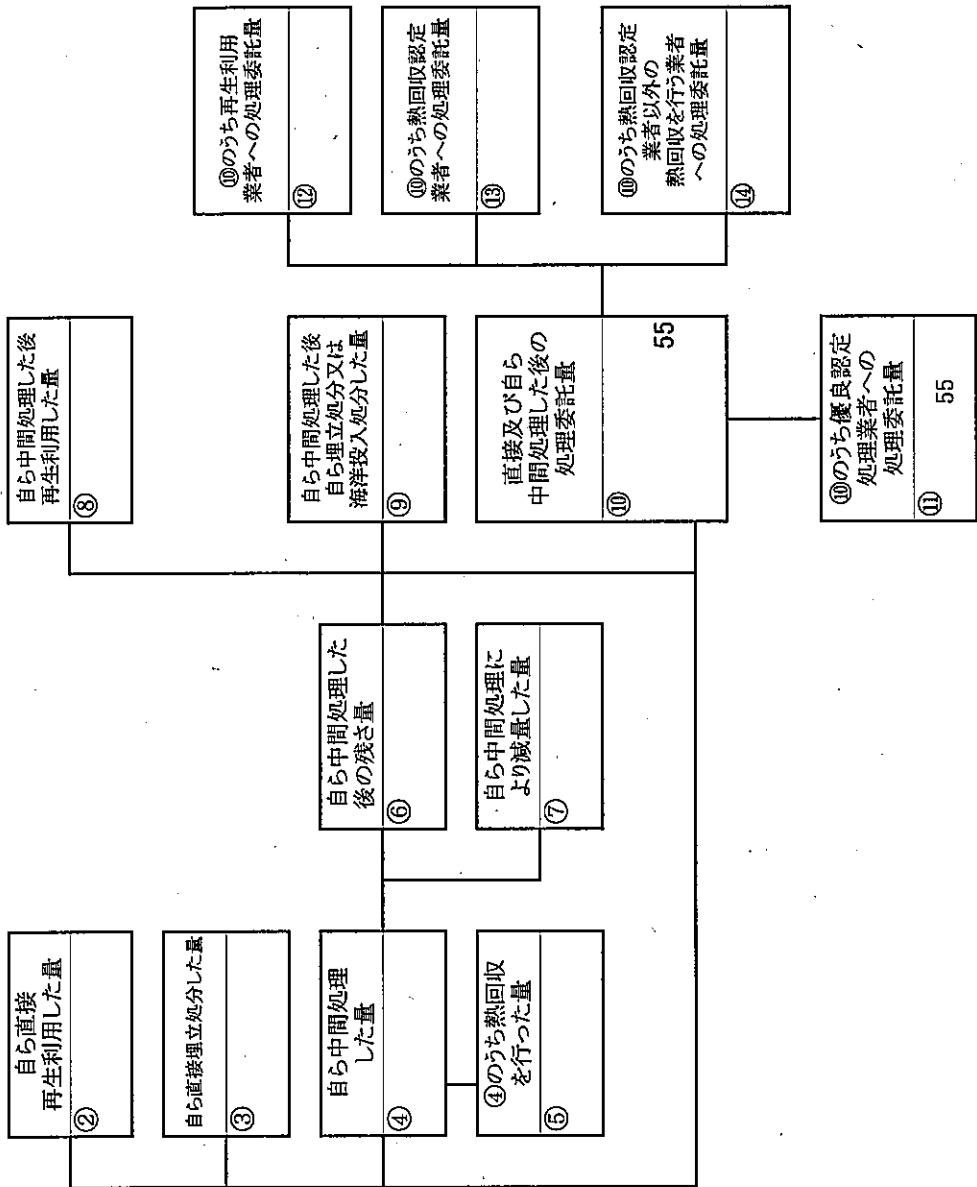 自ら直接
再生利用した量
②
自ら直接埋立処分した量
③
自ら中間処理
した量
④
④のうち熱回収
を行った量
⑤
自ら中間処理した
後の残さ量
⑥
自ら中間処理に
より減量した量
⑦
自ら中間処理した後
再生利用した量
⑧
自ら中間処理した後
自ら埋立処分又は
海洋投入処分した量
⑨
直接及び自ら
中間処理した後の
処理委託量
⑩
55
⑩のうち優良認定
処理業者への
処理委託量
⑪
55
⑩のうち再生利用
業者への処理委託量
⑫
⑩のうち熱回収認定
業者への処理委託量
⑬
⑩のうち熱回収認定
業者以外の
熱回収を行う業者
への処理委託量
⑭